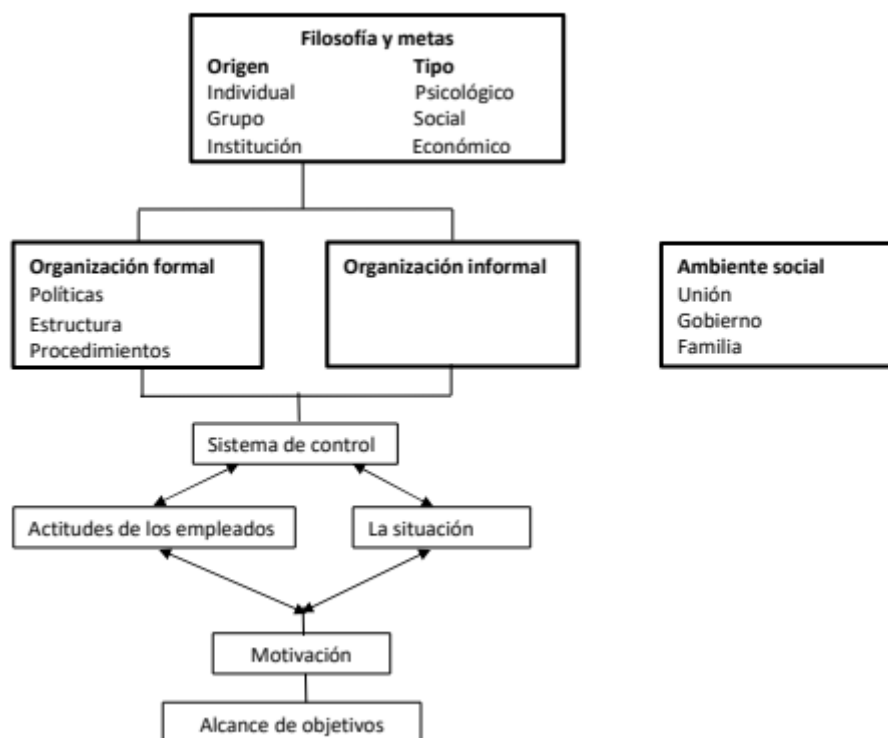 Filosofía y metas
Origen Tipo
Individual Psicológico
Grupo Social
Institución Económico
Organización formal
Políticas
Estructura
Procedimientos
Organización informal
Ambiente social
Unión
Gobierno
Familia
Sistema de control
Actitudes de los empleados
La situación
Motivación
Alcance de objetivos